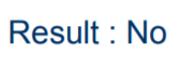 Result : No